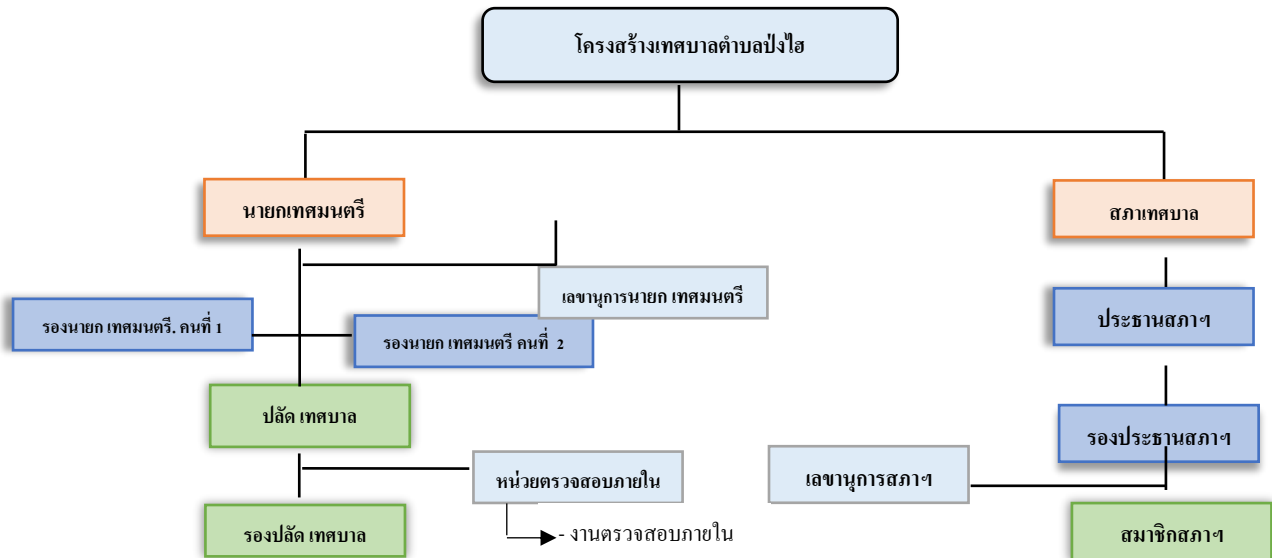 โครงสร้างเทศบาลตำบลป่งไฮ
นายกเทศมนตรี
สภาเทศบาล
เลขานุการนายก เทศมนตรี
รองนายก เทศมนตรี. คนที่ 1
รองนายก เทศมนตรี คนที่ 2
ประธานสภาฯ
ปลัด เทศบาล
รองประธานสภาฯ
หน่วยตรวจสอบภายใน
เลขานุการสภาฯ
รองปลัด เทศบาล
- งานตรวจสอบภายใน
สมาชิกสภาฯ